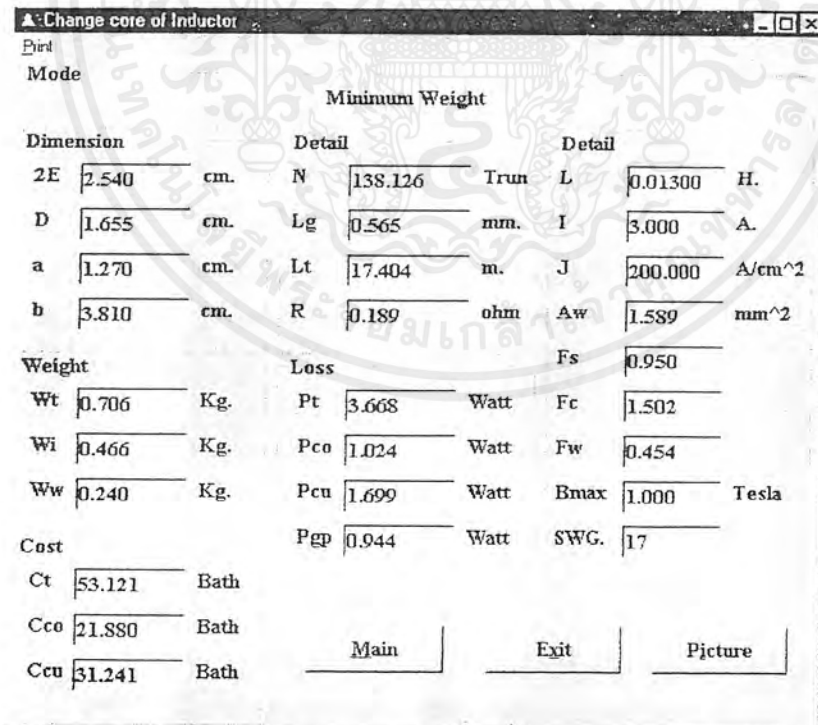 Change core of Inductor
Print
Mode
Minimum Weight
Dimension Detail Detail
2E 2.540 cm. N 138.126 Trun L 0.01300 H.
D 1.655 cm. Lg 0.565 mm. I 3.000 A.
a 1.270 cm. Lt 17.404 m. J 200.000 A/cm^2
b 3.810 cm. R 0.189 ohm Aw 1.589 mm^2
Fs 0.950
Weight Loss
Wt 0.706 Kg. Pt 3.668 Watt Fc 1.502
Wi 0.466 Kg. Pco 1.024 Watt Fw 0.454
Ww 0.240 Kg. Pcu 1.699 Watt Bmax 1.000 Tesla
Pgp 0.944 Watt SWG. 17
Cost
Ct 53.121 Bath
Cco 21.880 Bath
Ccu 31.241 Bath
Main Exit Picture